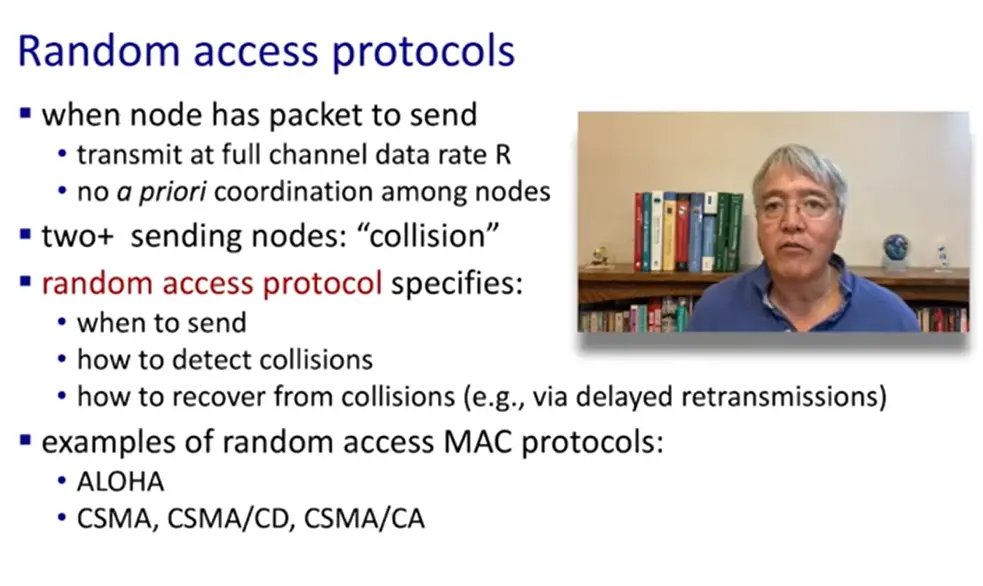 Random access protocols
▪ when node has packet to send
• transmit at full channel data rate R
• no a priori coordination among nodes
▪ two+ sending nodes: “collision”
▪ random access protocol specifies:
• when to send
• how to detect collisions
• how to recover from collisions (e.g., via delayed retransmissions)
▪ examples of random access MAC protocols:
• ALOHA
• CSMA, CSMA/CD, CSMA/CA